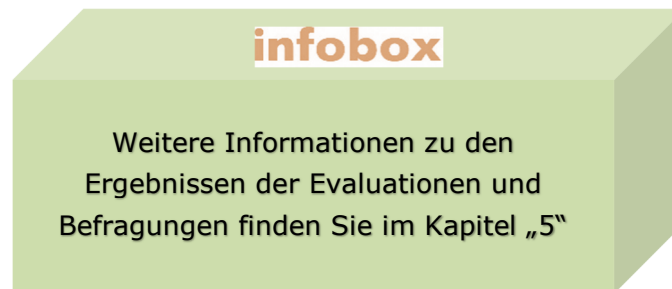 infobox
Weitere Informationen zu den
Ergebnissen der Evaluationen und
Befragungen finden Sie im Kapitel „5“